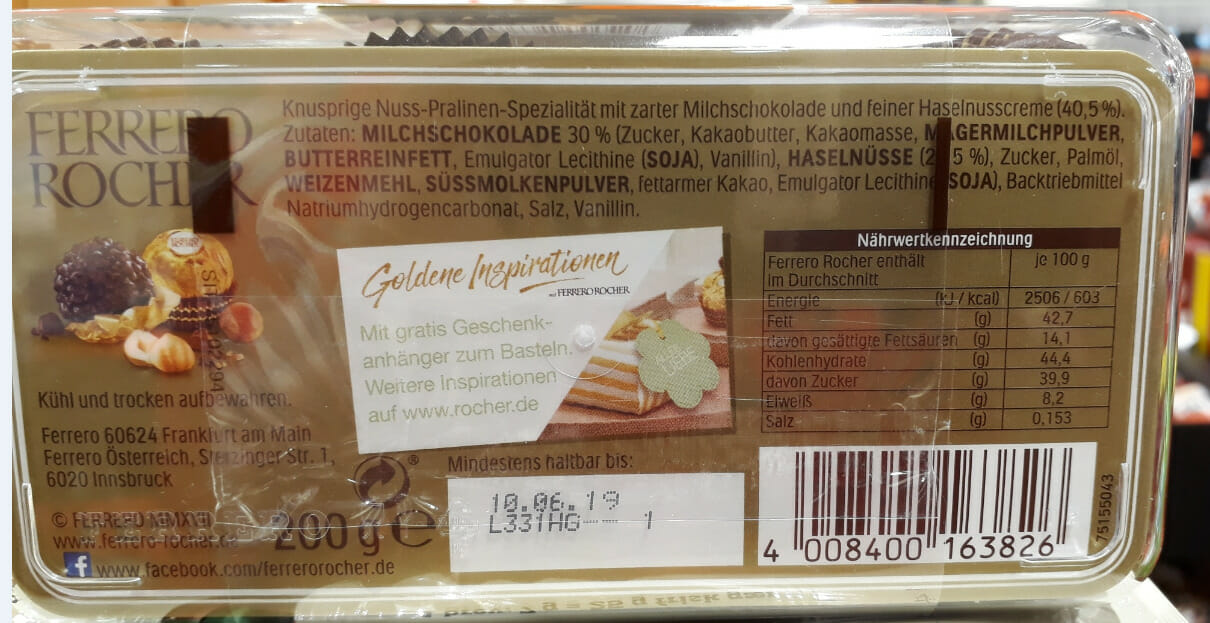 FERRERO
ROCHER
Knusprige Nuss-Pralinen-Spezialität mit zarter Milchschokolade und feiner Haselnusscreme (40,5 %).
Zutaten: MILCHSCHOKOLADE 30 % (Zucker, Kakaobutter, Kakaomasse, MAGERMILCHPULVER,
BUTTERREINFETT, Emulgator Lecithine (SOJA), Vanillin), HASELNÜSSE (2 5 %), Zucker, Palmöl,
WEIZENMEHL, SÜSSMOLKENPULVER, fettarmer Kakao, Emulgator Lecithine SOJA), Backtriebmittel
Natriumhydrogencarbonat, Salz, Vanillin.
Goldene Inspirationen
FERRERO ROCHER
Mit gratis Geschenk-
anhänger zum Basteln.
Weitere Inspirationen
auf www.rocher.de
Nährwertkennzeichnung
Ferrero Rocher enthält je 100 g
im Durchschnitt
Energie (kJ / kcal) 2506 / 603
Fett (g) 42,7
davon gesättigte Fettsäuren (g) 14,1
Kohlenhydrate (g) 44,4
davon Zucker (g) 39,9
Eiweiß (g) 8,2
Salz (g) 0,153
Kühl und trocken aufbewahren.
Ferrero 60624 Frankfurt am Main
Ferrero Österreich, Sterzinger Str. 1,
6020 Innsbruck
© FERRERO MMXVII
www.ferrero-rocher.de
f www.facebook.com/ferrerorocher.de
®
200 g e
Mindestens haltbar bis:
10.06.19
L331HG 1
4 008400 163826
75155043